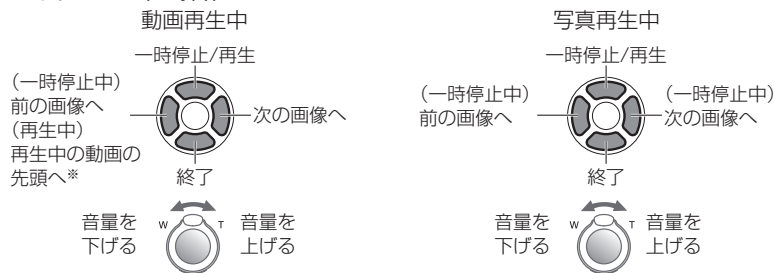 動画再生中
一時停止/再生
（一時停止中）
前の画像へ
（再生中）
再生中の動画の
先頭へ※
次の画像へ
終了
音量を
下げる
W
T
音量を
上げる
写真再生中
一時停止/再生
（一時停止中）
前の画像へ
（一時停止中）
次の画像へ
終了
音量を
下げる
W
T
音量を
上げる